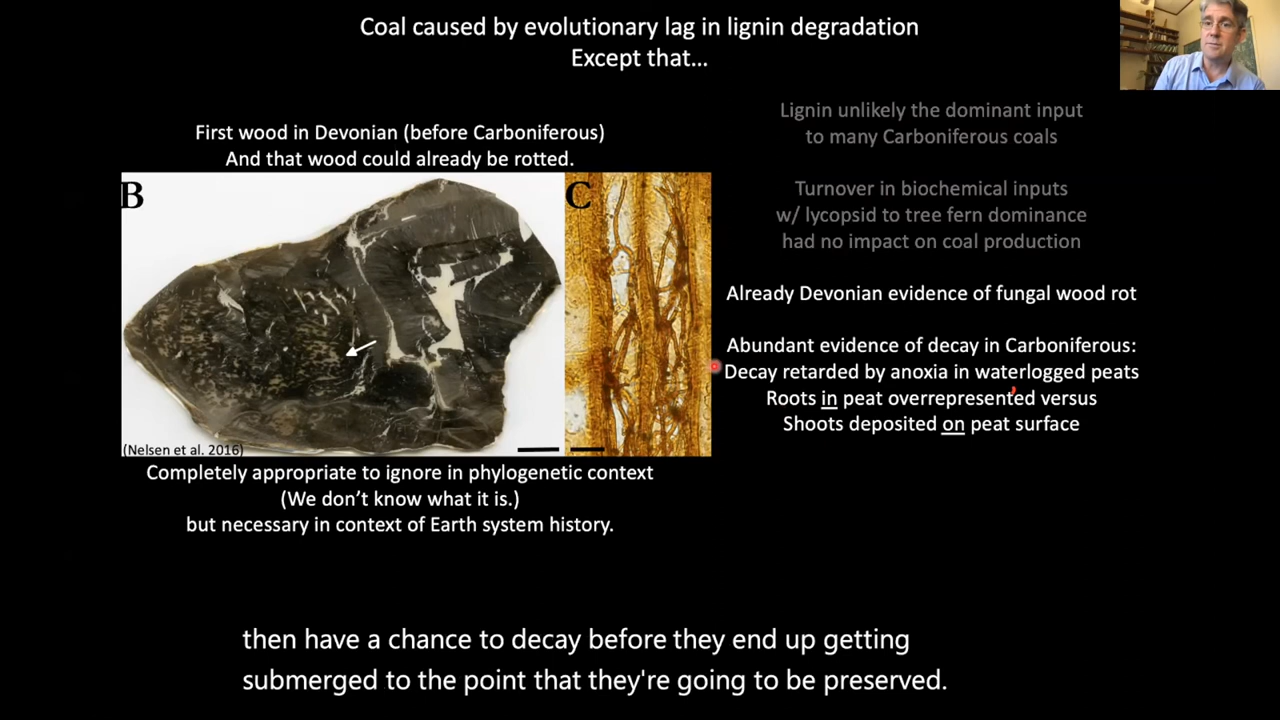 Coal caused by evolutionary lag in lignin degradation
Except that...
First wood in Devonian (before Carboniferous)
And that wood could already be rotted.
B
C
(Nelsen et al. 2016)
Completely appropriate to ignore in phylogenetic context
(We don't know what it is.)
but necessary in context of Earth system history.
Lignin unlikely the dominant input
to many Carboniferous coals
Turnover in biochemical inputs
w/ lycopsid to tree fern dominance
had no impact on coal production
Already Devonian evidence of fungal wood rot
Abundant evidence of decay in Carboniferous:
Decay retarded by anoxia in waterlogged peats
Roots in peat overrepresented versus
Shoots deposited on peat surface
then have a chance to decay before they end up getting
submerged to the point that they're going to be preserved.